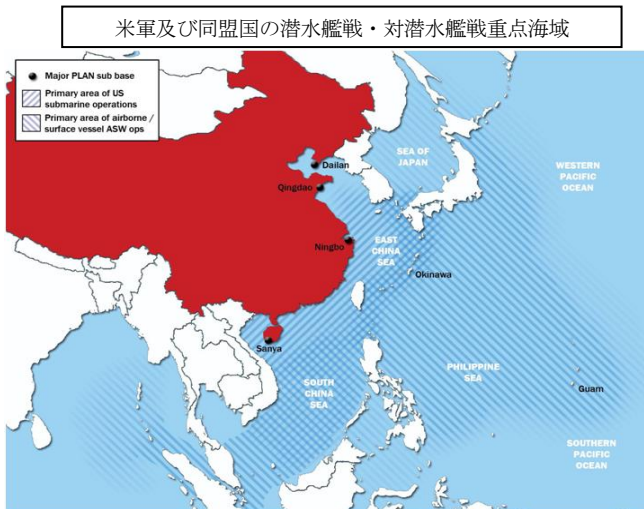 米軍及び同盟国の潜水艦戦・対潜水艦戦重点海域
Major PLAN sub base
Primary area of US
submarine operations
Primary area of airborne /
surface vessel ASW ops
SEA OF
JAPAN
WESTERN
PACIFIC
OCEAN
Dailan
Qingdao
Ningbo
EAST
CHINA
SEA
Okinawa
Sanya
SOUTH
CHINA
SEA
PHILIPPINE
SEA
Guam
SOUTHERN
PACIFIC
OCEAN